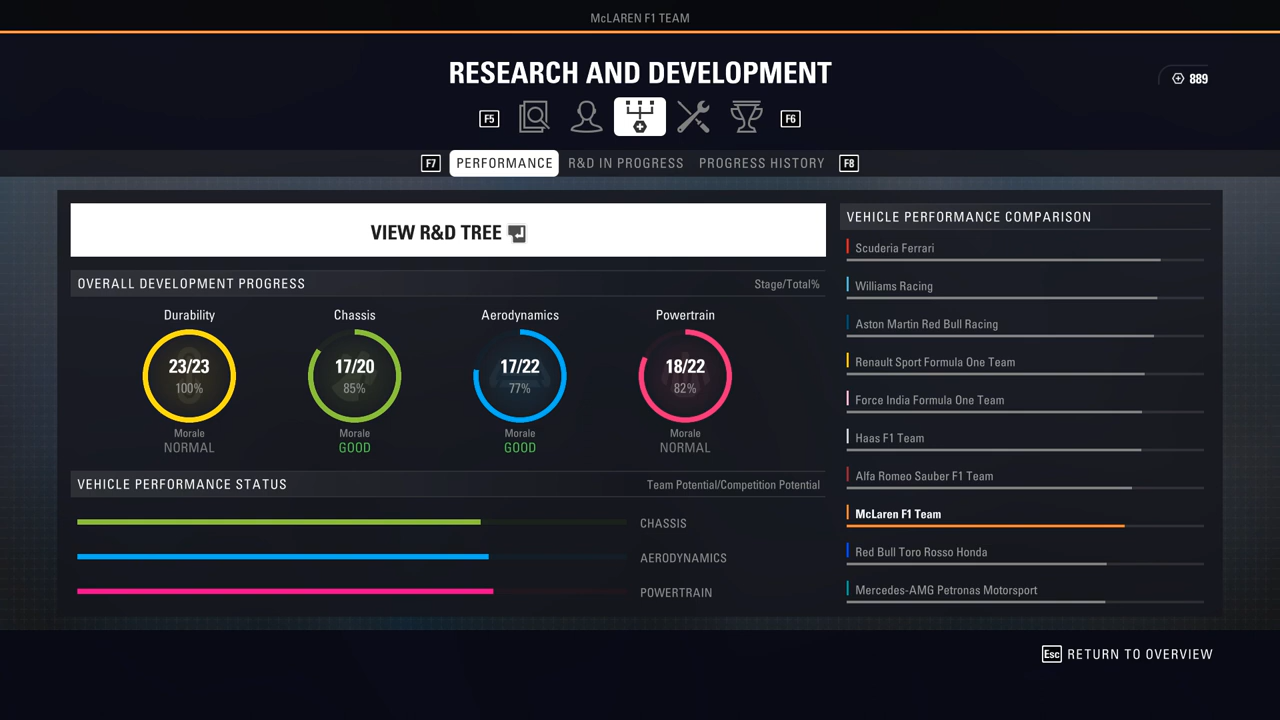 McLAREN F1 TEAM
RESEARCH AND DEVELOPMENT
889
F5 F6
F7 PERFORMANCE R&D IN PROGRESS PROGRESS HISTORY F8
VIEW R&D TREE
OVERALL DEVELOPMENT PROGRESS Stage/Total%
Durability Chassis Aerodynamics Powertrain
23/23 17/20 17/22 18/22
100% 85% 77% 82%
Morale Morale Morale Morale
NORMAL GOOD GOOD NORMAL
VEHICLE PERFORMANCE STATUS Team Potential/Competition Potential
CHASSIS
AERODYNAMICS
POWERTRAIN
VEHICLE PERFORMANCE COMPARISON
Scuderia Ferrari
Williams Racing
Aston Martin Red Bull Racing
Renault Sport Formula One Team
Force India Formula One Team
Haas F1 Team
Alfa Romeo Sauber F1 Team
McLaren F1 Team
Red Bull Toro Rosso Honda
Mercedes-AMG Petronas Motorsport
Esc RETURN TO OVERVIEW